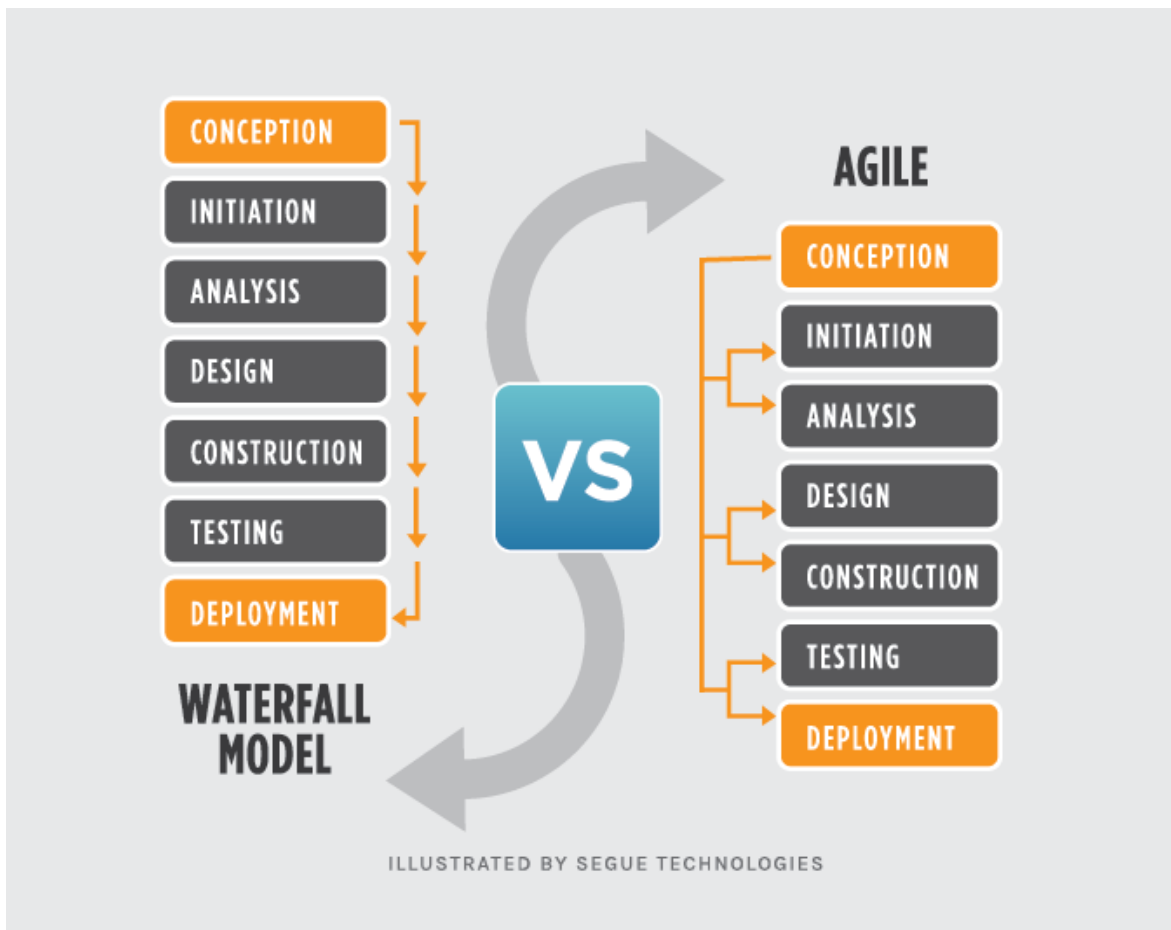 CONCEPTION
INITIATION
ANALYSIS
DESIGN
CONSTRUCTION
TESTING
DEPLOYMENT
WATERFALL
MODEL
VS
AGILE
CONCEPTION
INITIATION
ANALYSIS
DESIGN
CONSTRUCTION
TESTING
DEPLOYMENT
ILLUSTRATED BY SEGUE TECHNOLOGIES